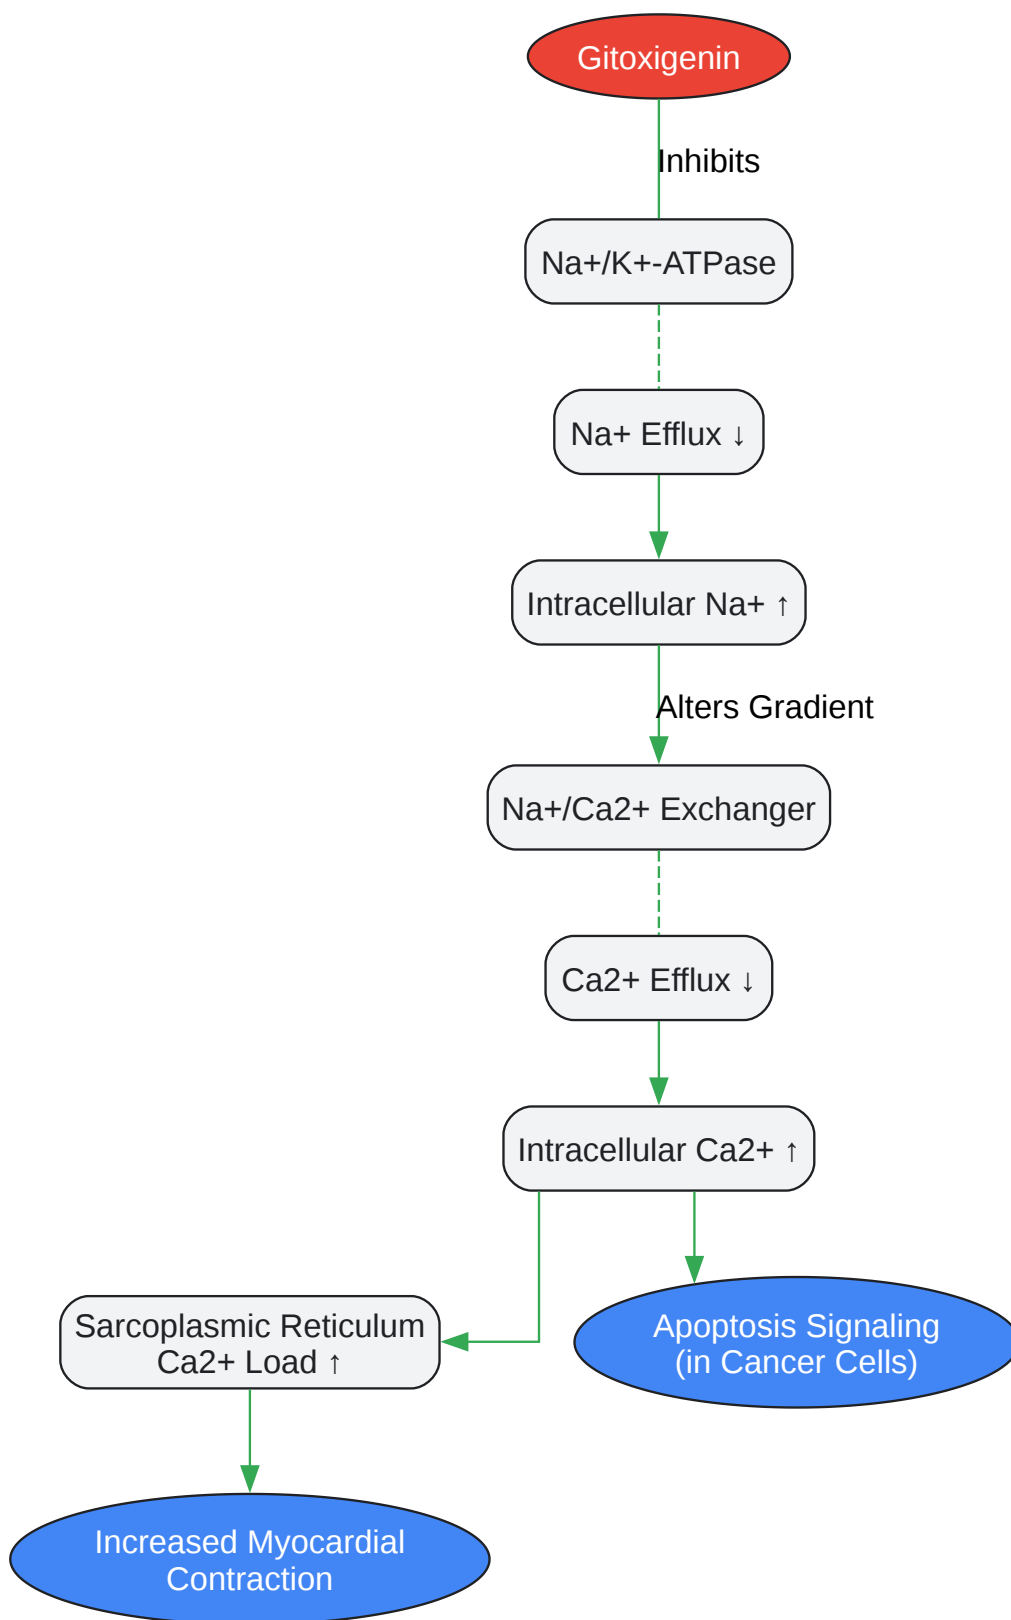 Gitoxigenin
Inhibits
Na+/K+-ATPase
Na+ Efflux ↓
Intracellular Na+ ↑
Alters Gradient
Na+/Ca2+ Exchanger
Ca2+ Efflux ↓
Intracellular Ca2+ ↑
Sarcoplasmic Reticulum
Ca2+ Load ↑
Apoptosis Signaling
(in Cancer Cells)
Increased Myocardial
Contraction